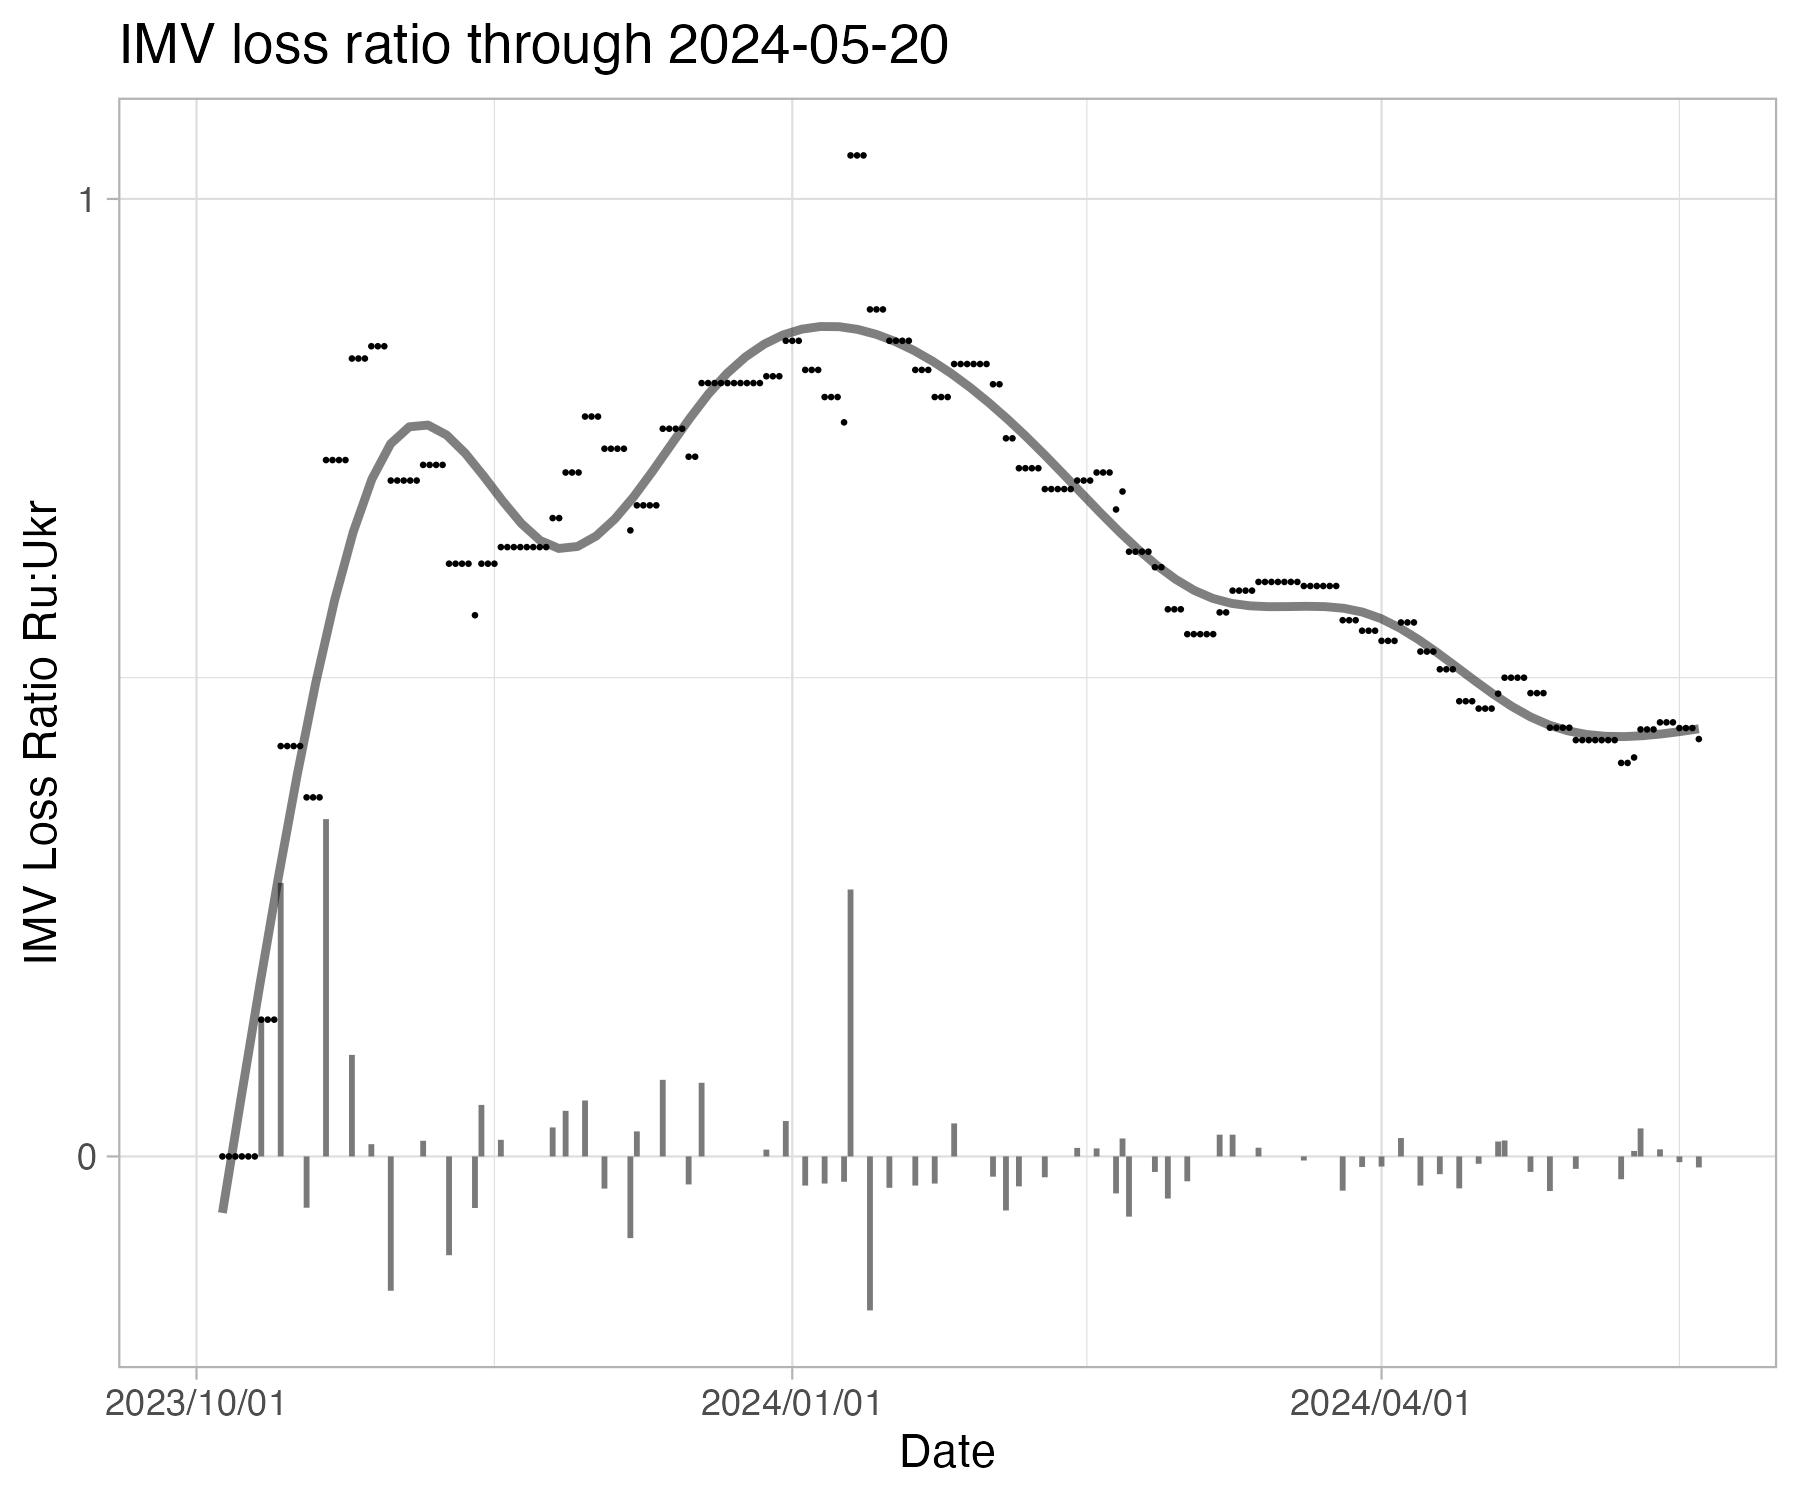 IMV loss ratio through 2024-05-20
IMV Loss Ratio Ru:Ukr
1
0
2023/10/01
2024/01/01
2024/04/01
Date